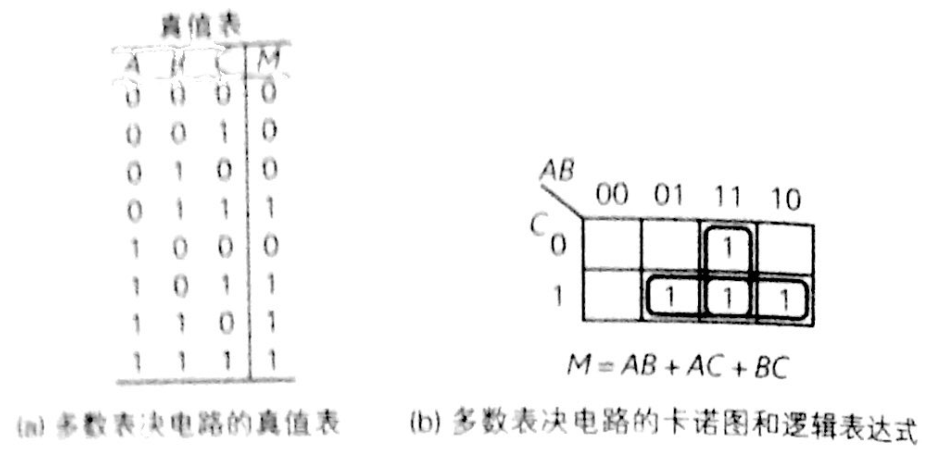 真值表
A B C M
0 0 0 0
0 0 1 0
0 1 0 0
0 1 1 1
1 0 0 0
1 0 1 1
1 1 0 1
1 1 1 1
(a) 多数表决电路的真值表
AB
00 01 11 10
C
0 1
1 1 1 1
M = AB + AC + BC
(b) 多数表决电路的卡诺图和逻辑表达式